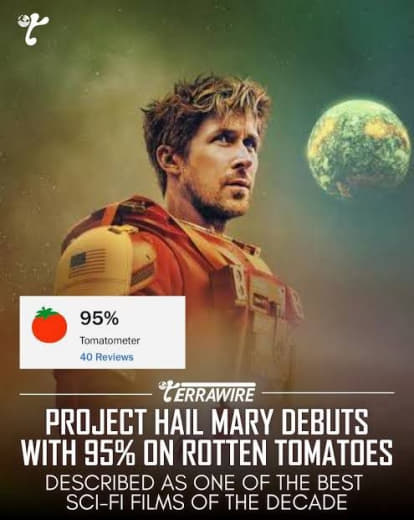 95%
Tomatometer
40 Reviews
TERRAWIRE
PROJECT HAIL MARY DEBUTS
WITH 95% ON ROTTEN TOMATOES
DESCRIBED AS ONE OF THE BEST
SCI-FI FILMS OF THE DECADE